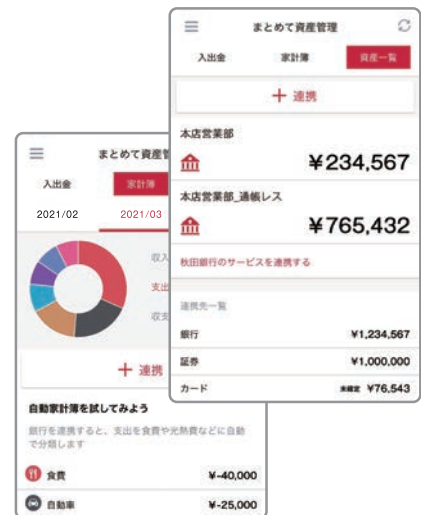 まとめて資産管理
入出金 家計簿 資産一覧
＋ 連携
本店営業部
¥234,567
本店営業部_通帳レス
¥765,432
秋田銀行のサービスを連携する
連携先一覧
銀行 ¥1,234,567
証券 ¥1,000,000
カード 未確定 ¥76,543
まとめて資産管
入出金 家計簿
2021/02 2021/03
収入
支出
収支
＋ 連携
自動家計簿を試してみよう
銀行を連携すると、支出を食費や光熱費などに自動
で分類します
食費 ¥-40,000
自動車 ¥-25,000